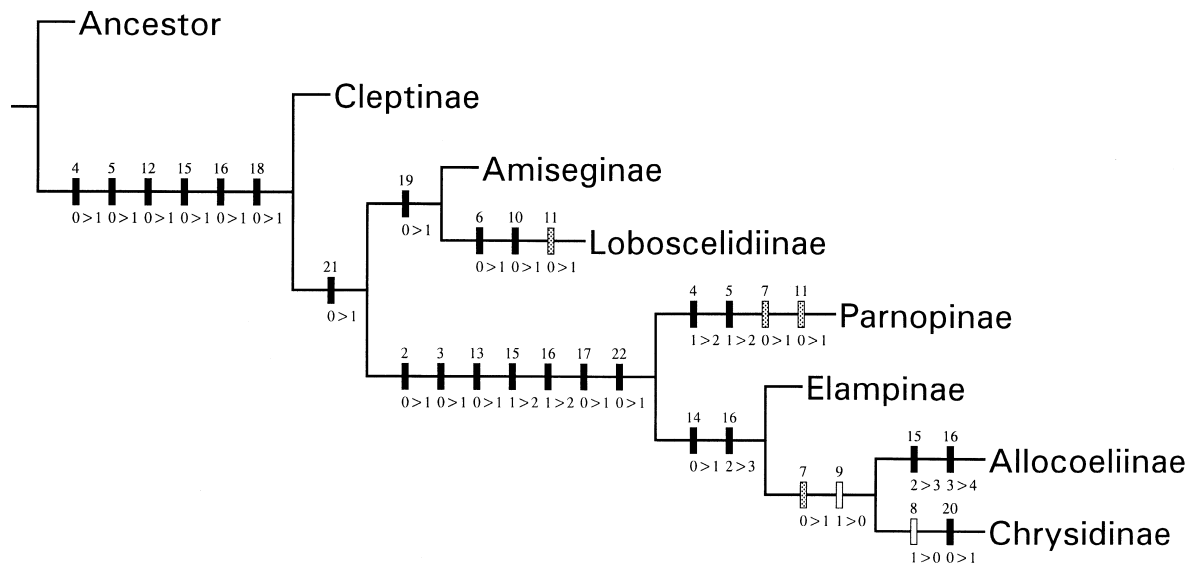 Ancestor
Cleptinae
4 5 12 15 16 18
0>1 0>1 0>1 0>1 0>1 0>1
Amiseginae
19
0>1
6 10 11
0>1 0>1 0>1
Loboscelidiinae
21
0>1
4 5 7 11
1>2 1>2 0>1 0>1
Parnopinae
2 3 13 15 16 17 22
0>1 0>1 0>1 1>2 1>2 0>1 0>1
Elampinae
14 16
0>1 2>3
15 16
2>3 3>4
Allocoeliinae
7 9
0>1 1>0
8 20
1>0 0>1
Chrysidinae